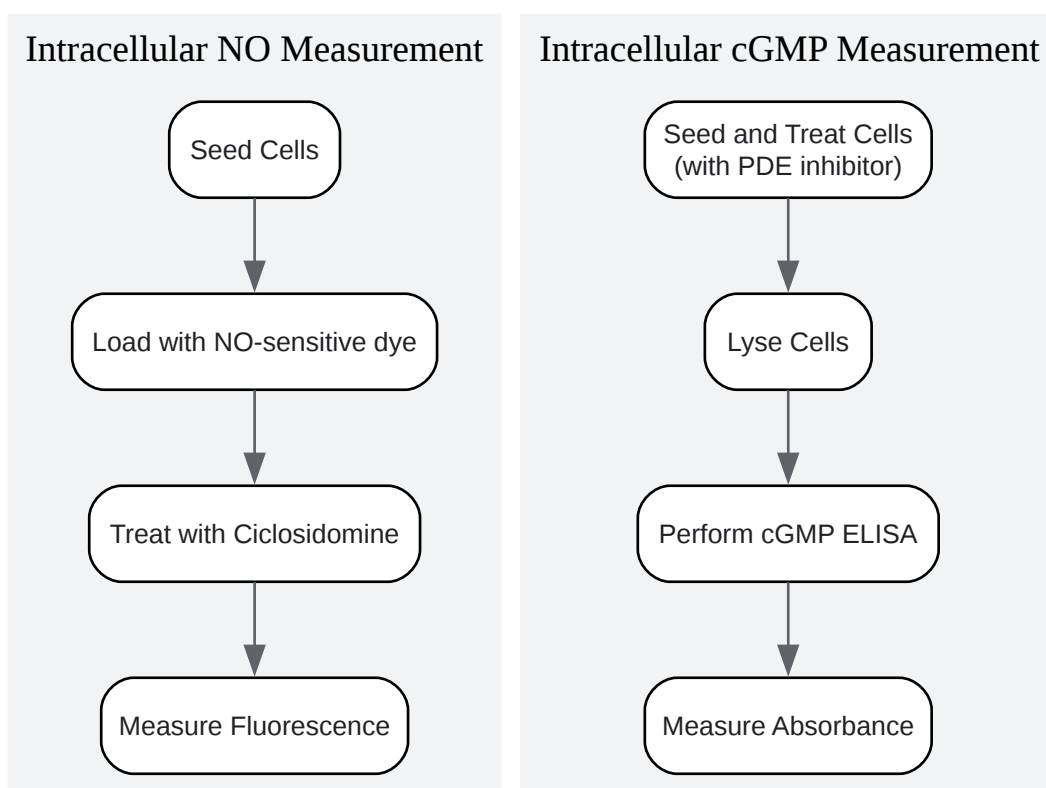 Intracellular NO Measurement
Seed Cells
Load with NO-sensitive dye
Treat with Ciclosidomine
Measure Fluorescence
Intracellular cGMP Measurement
Seed and Treat Cells
(with PDE inhibitor)
Lyse Cells
Perform cGMP ELISA
Measure Absorbance